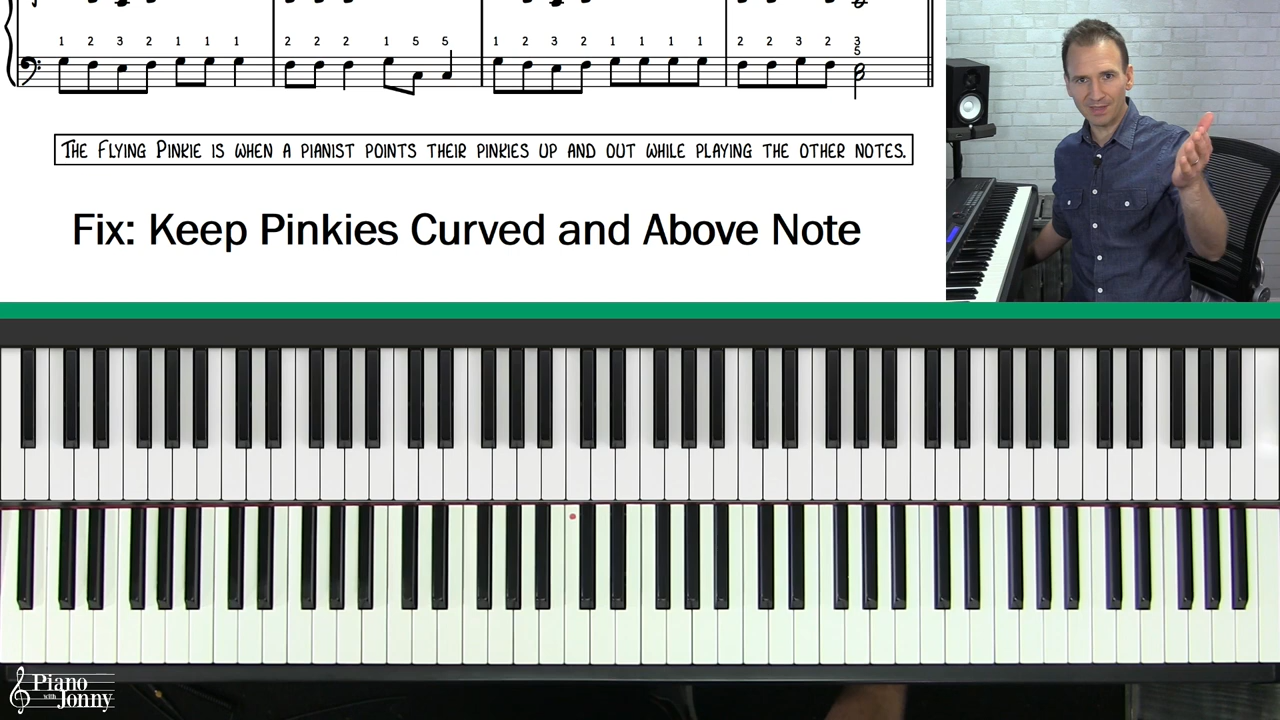 1 2 3 2 1 1 1 2 2 2 1 5 5 1 2 3 2 1 1 1 1 2 2 3 2 3
5
The Flying Pinkie is when a pianist points their pinkies up and out while playing the other notes.
Fix: Keep Pinkies Curved and Above Note
Piano
with
Jonny